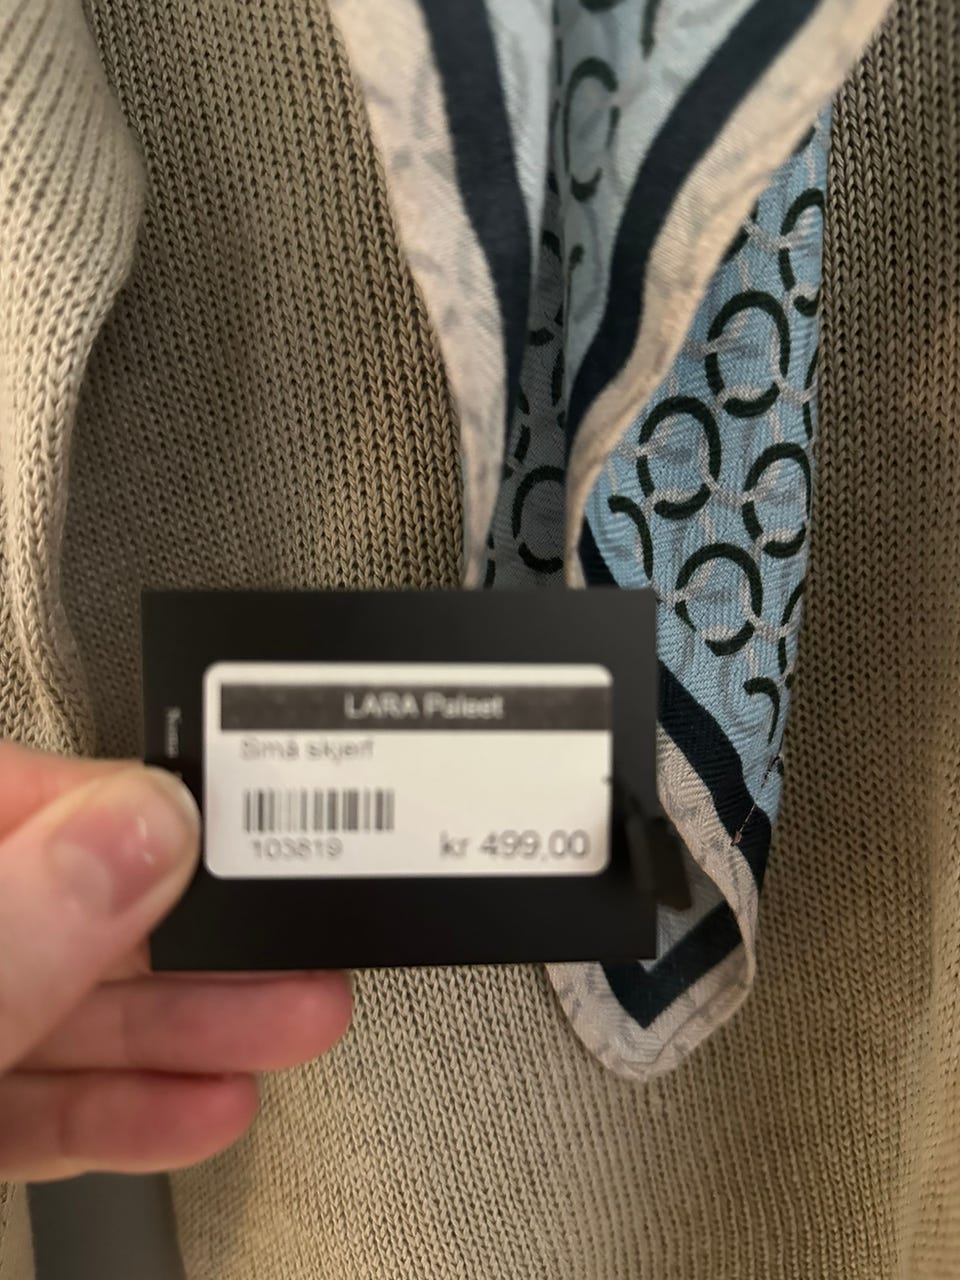 LARA Paleet
Små skjerf
103819
kr 499,00